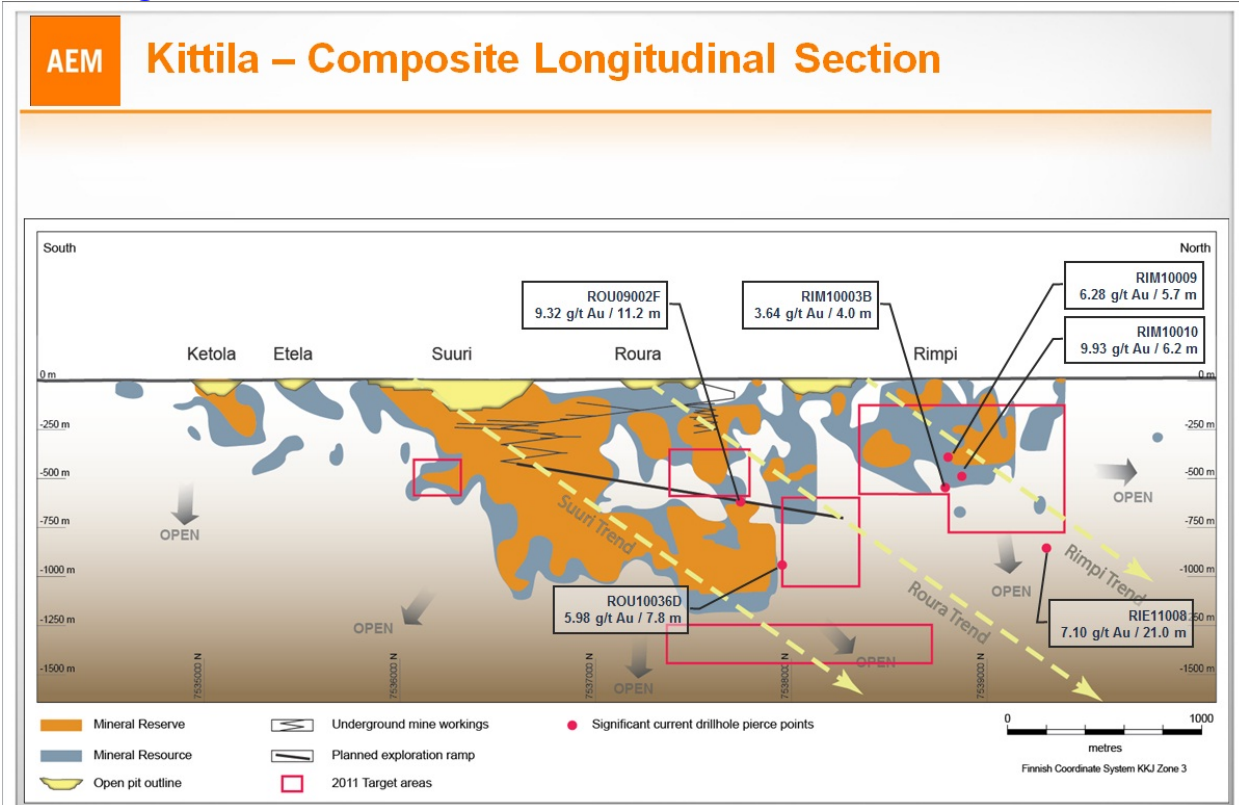 AEM
Kittila – Composite Longitudinal Section
South
North
ROU09002F
9.32 g/t Au / 11.2 m
RIM10003B
3.64 g/t Au / 4.0 m
RIM10009
6.28 g/t Au / 5.7 m
RIM10010
9.93 g/t Au / 6.2 m
Ketola
Etela
Suuri
Roura
Rimpi
0 m
0 m
-250 m
-250 m
-500 m
-500 m
OPEN
-750 m
-750 m
OPEN
Suuri Trend
-1000 m
-1000 m
Rimpi Trend
OPEN
Roura Trend
ROU10036D
5.98 g/t Au / 7.8 m
RIE11008
7.10 g/t Au / 21.0 m
-1250 m
250 m
OPEN
OPEN
OPEN
-1500 m
-1500 m
7535000 N
7536000 N
7537000 N
7538000 N
7539000 N
Mineral Reserve
Underground mine workings
Significant current drillhole pierce points
Mineral Resource
Planned exploration ramp
Open pit outline
2011 Target areas
0
1000
metres
Finnish Coordinate System KKJ Zone 3